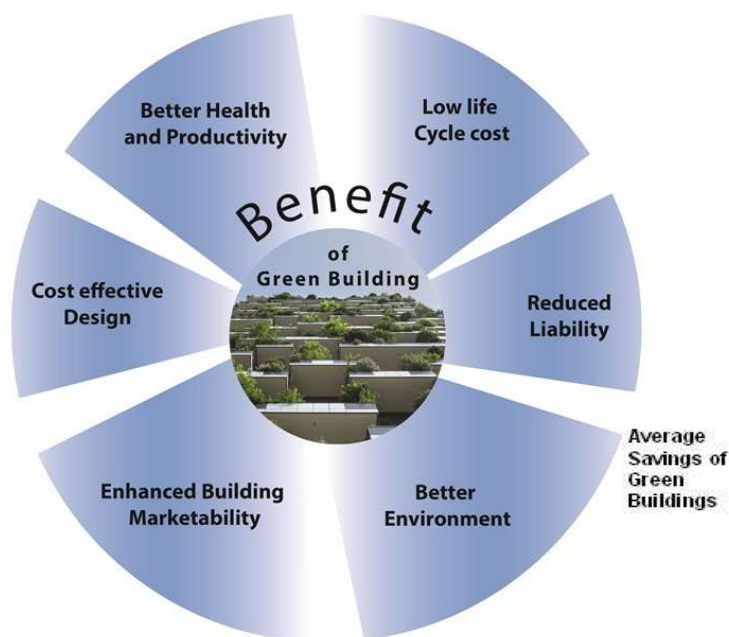 Benefit
of
Green Building
Better Health
and Productivity
Low life
Cycle cost
Cost effective
Design
Reduced
Liability
Enhanced Building
Marketability
Better
Environment
Average
Savings of
Green
Buildings